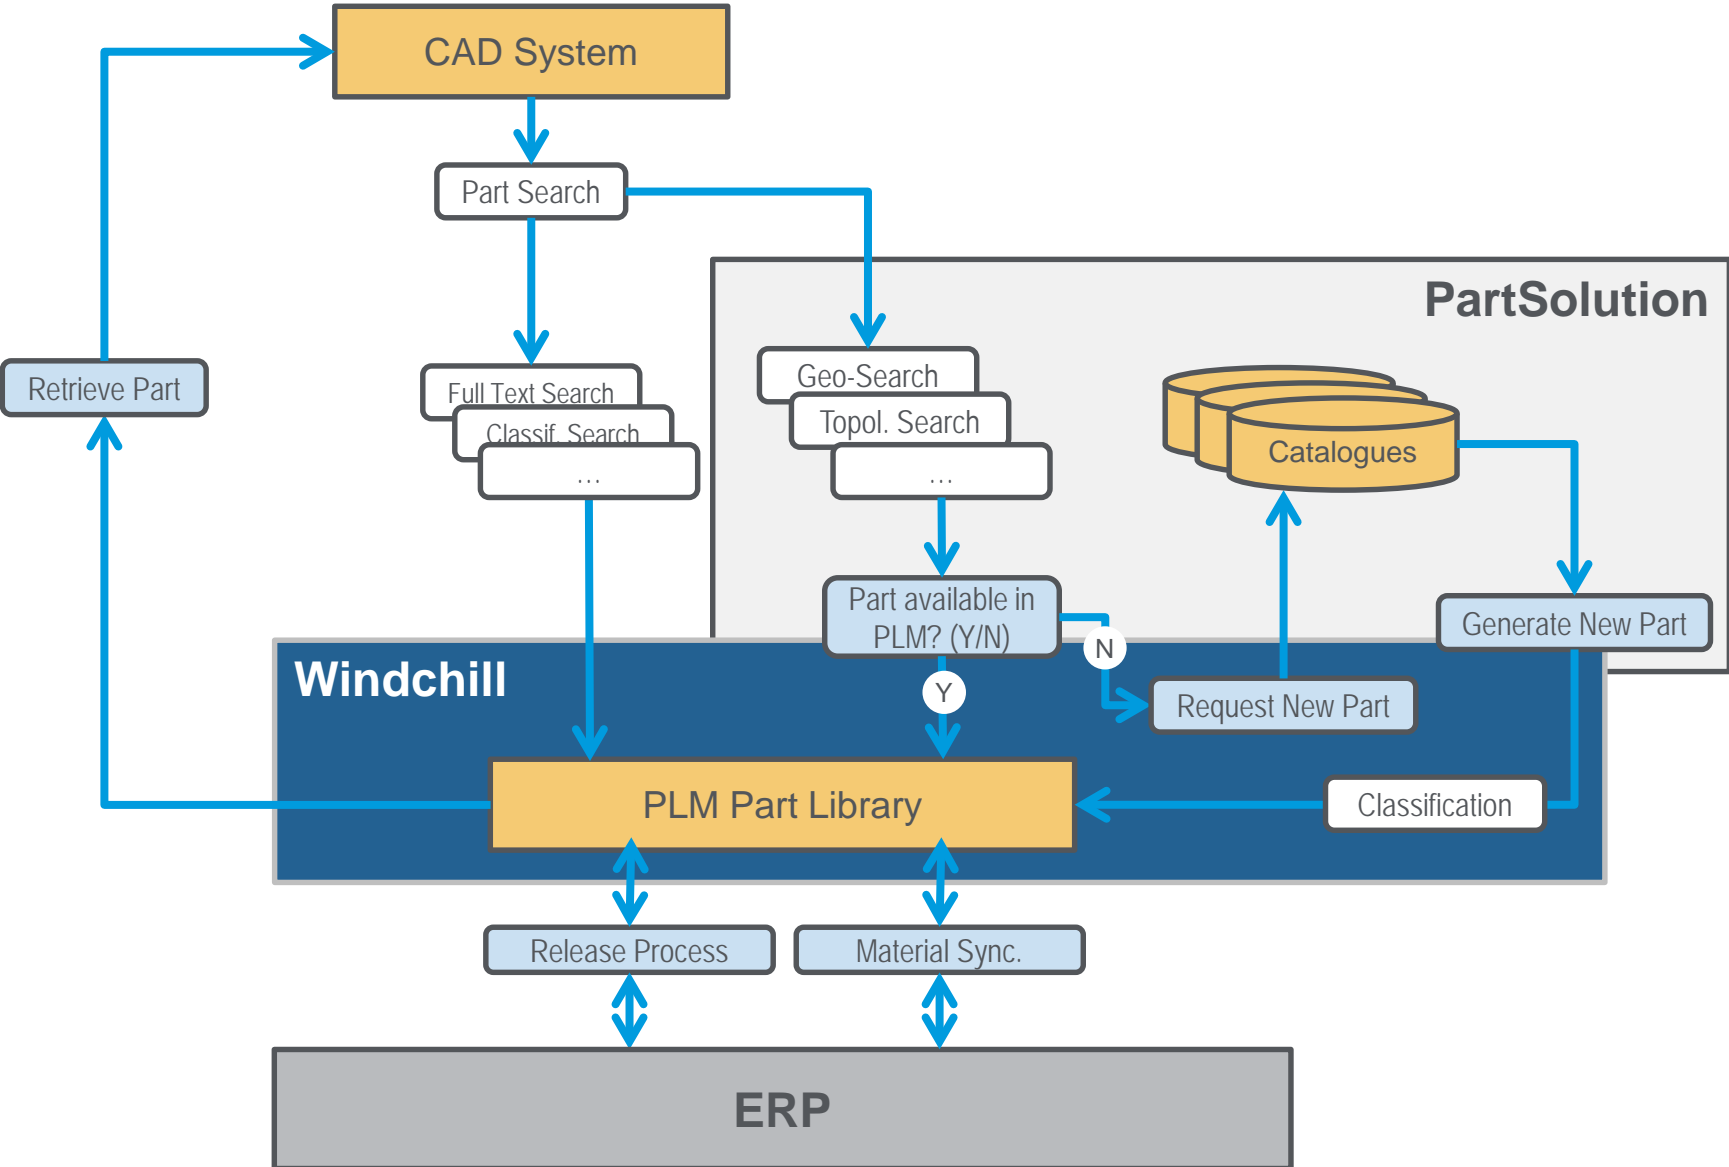 CAD System
Part Search
PartSolution
Retrieve Part
Full Text Search
Classif. Search
...
Geo-Search
Topol. Search
...
Catalogues
Part available in
PLM? (Y/N)
Generate New Part
N
Windchill
Y
Request New Part
PLM Part Library
Classification
Release Process
Material Sync.
ERP